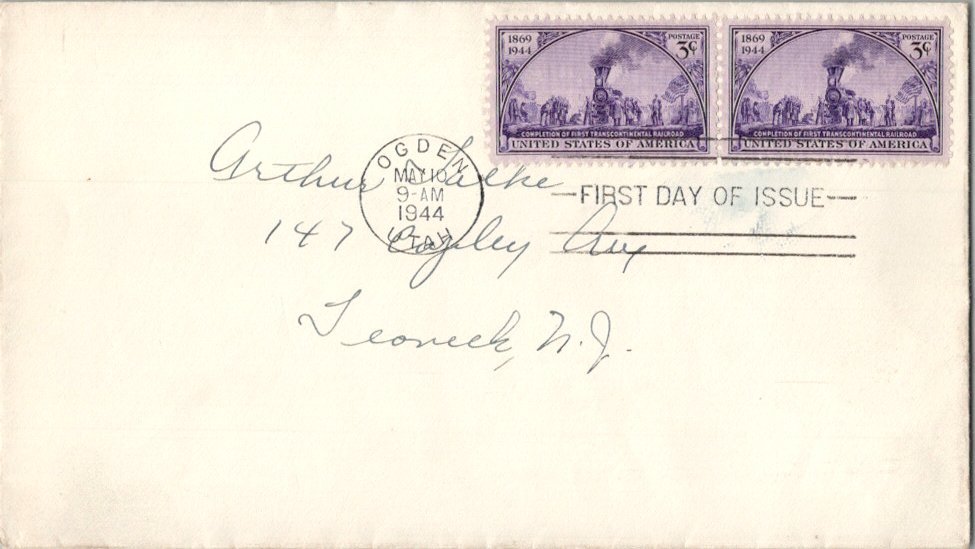 1869
1944
POSTAGE
3¢
COMPLETION OF FIRST TRANSCONTINENTAL RAILROAD
UNITED STATES OF AMERICA
1869
1944
POSTAGE
3¢
COMPLETION OF FIRST TRANSCONTINENTAL RAILROAD
UNITED STATES OF AMERICA
OGDEN
MAY 10
9-AM
1944
UTAH
FIRST DAY OF ISSUE
Arthur
147 Ave
Teaneck, N.J.